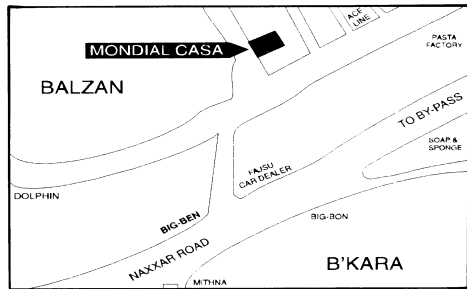 ACE
LINE
PASTA
FACTORY
MONDIAL CASA
BALZAN
TO BY-PASS
SOAP &
SPONGE
FAJSU
CAR DEALER
DOLPHIN
BIG-BEN
BIG-BON
NAXXAR ROAD
B'KARA
MITHNA